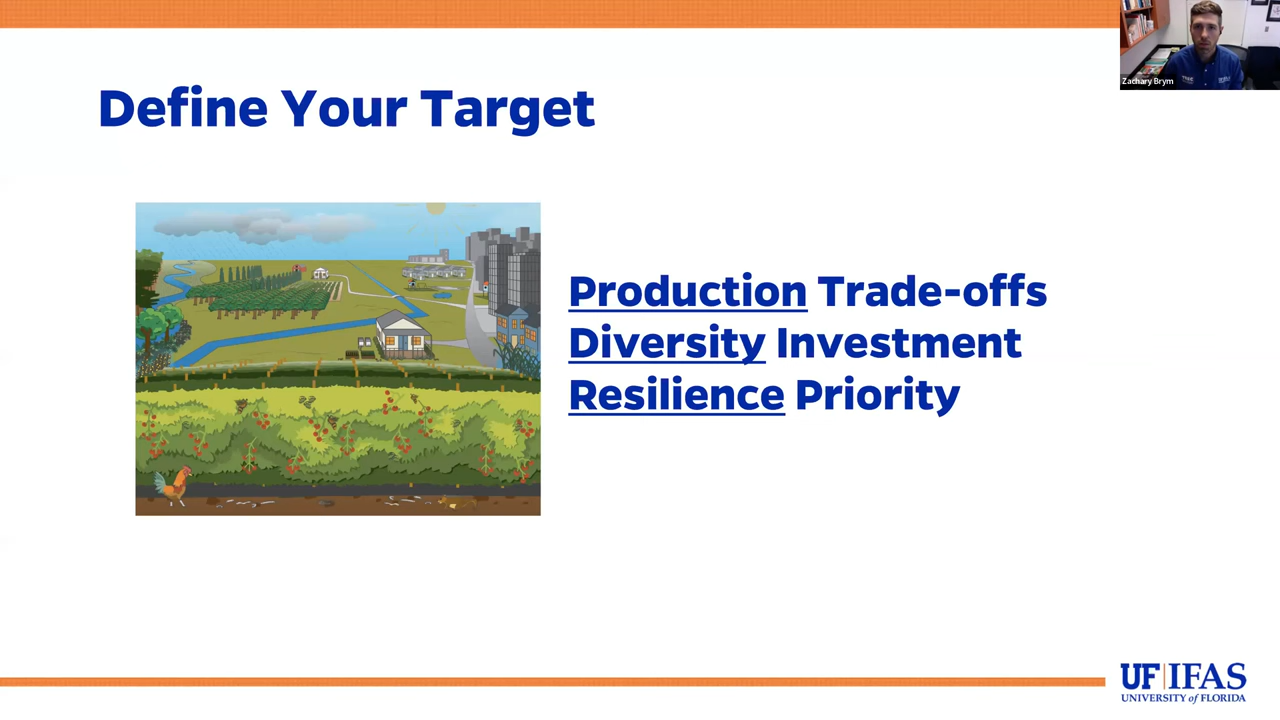 Zachary Brym
Define Your Target
Production Trade-offs
Diversity Investment
Resilience Priority
UF|IFAS
UNIVERSITY of FLORIDA